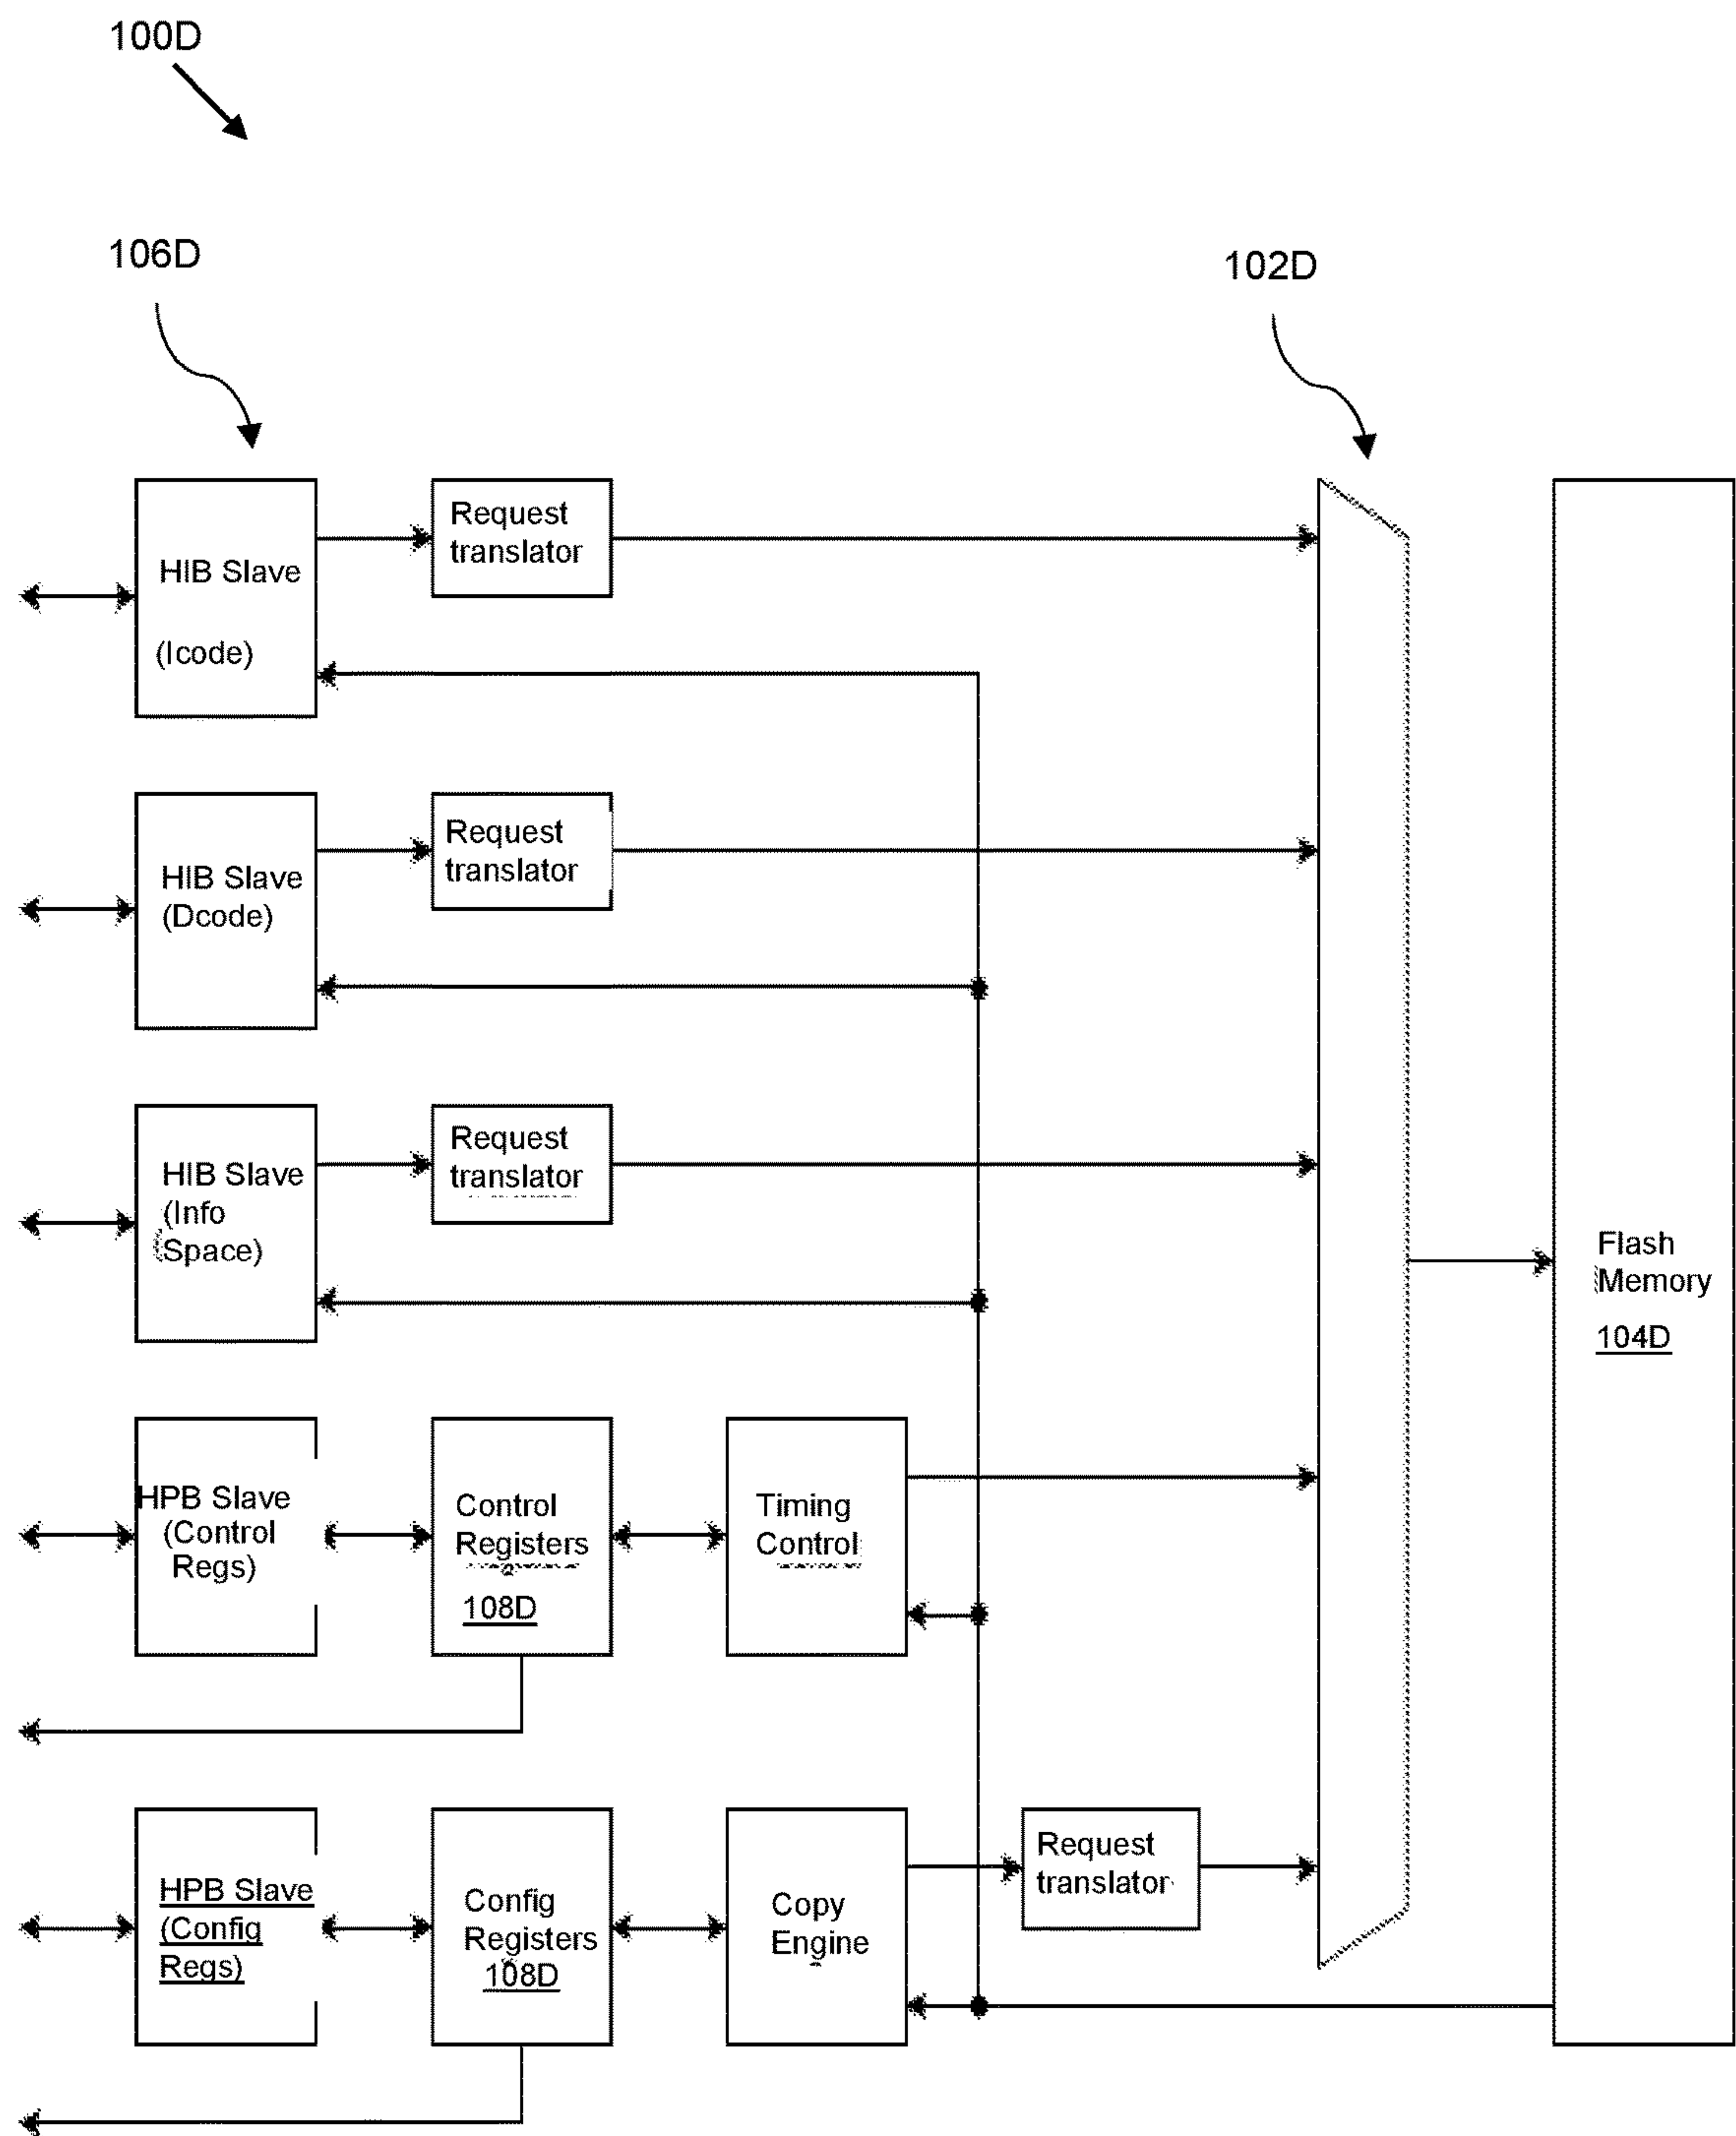 100D
106D
102D
HIB Slave
(Icode)
Request
translator
HIB Slave
(Dcode)
Request
translator
HIB Slave
(Info
Space)
Request
translator
Flash
Memory
104D
HPB Slave
(Control
Regs)
Control
Registers
108D
Timing
Control
HPB Slave
(Config
Regs)
Config
Registers
108D
Copy
Engine
Request
translator